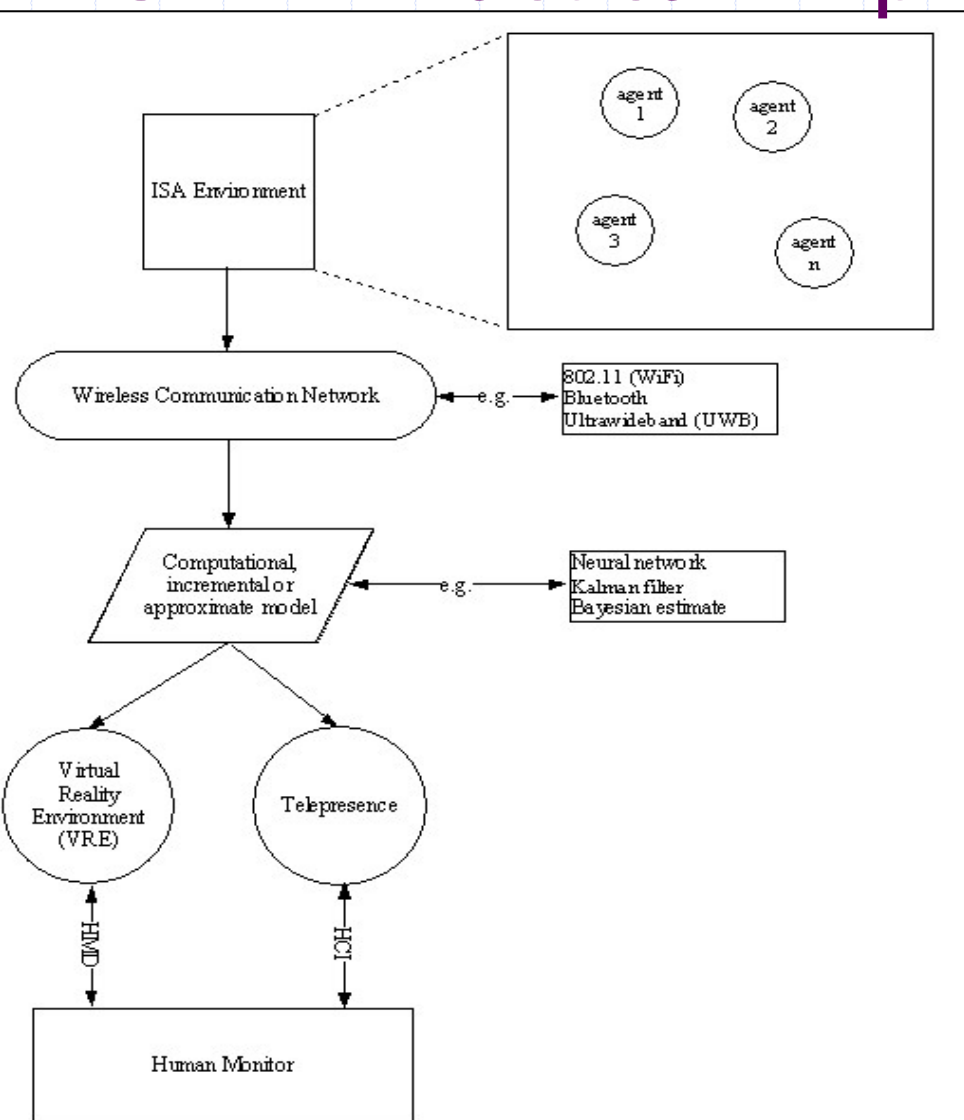 agent
1
agent
2
ISA Environment
agent
3
agent
n
Wireless Communication Network
e.g.
802.11 (WiFi)
Bluetooth
Ultrawideband (UWB)
Computational,
incremental or
approximate model
e.g.
Neural network
Kalman filter
Bayesian estimate
Virtual
Reality
Environment
(VRE)
Telepresence
HMD
HCI
Human Monitor